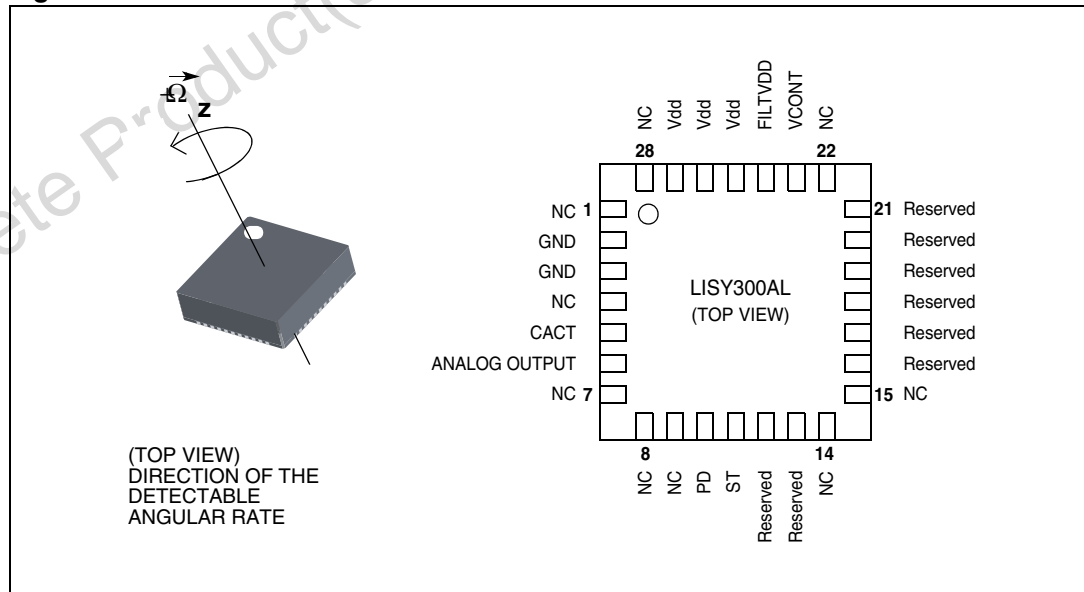 +Ω
z
28
22
NC
Vdd
Vdd
Vdd
FILTVDD
VCONT
NC
NC 1
GND
GND
NC
CACT
ANALOG OUTPUT
NC 7
LISY300AL
(TOP VIEW)
21 Reserved
Reserved
Reserved
Reserved
Reserved
Reserved
15 NC
8
14
NC
NC
PD
ST
Reserved
Reserved
NC
(TOP VIEW)
DIRECTION OF THE
DETECTABLE
ANGULAR RATE